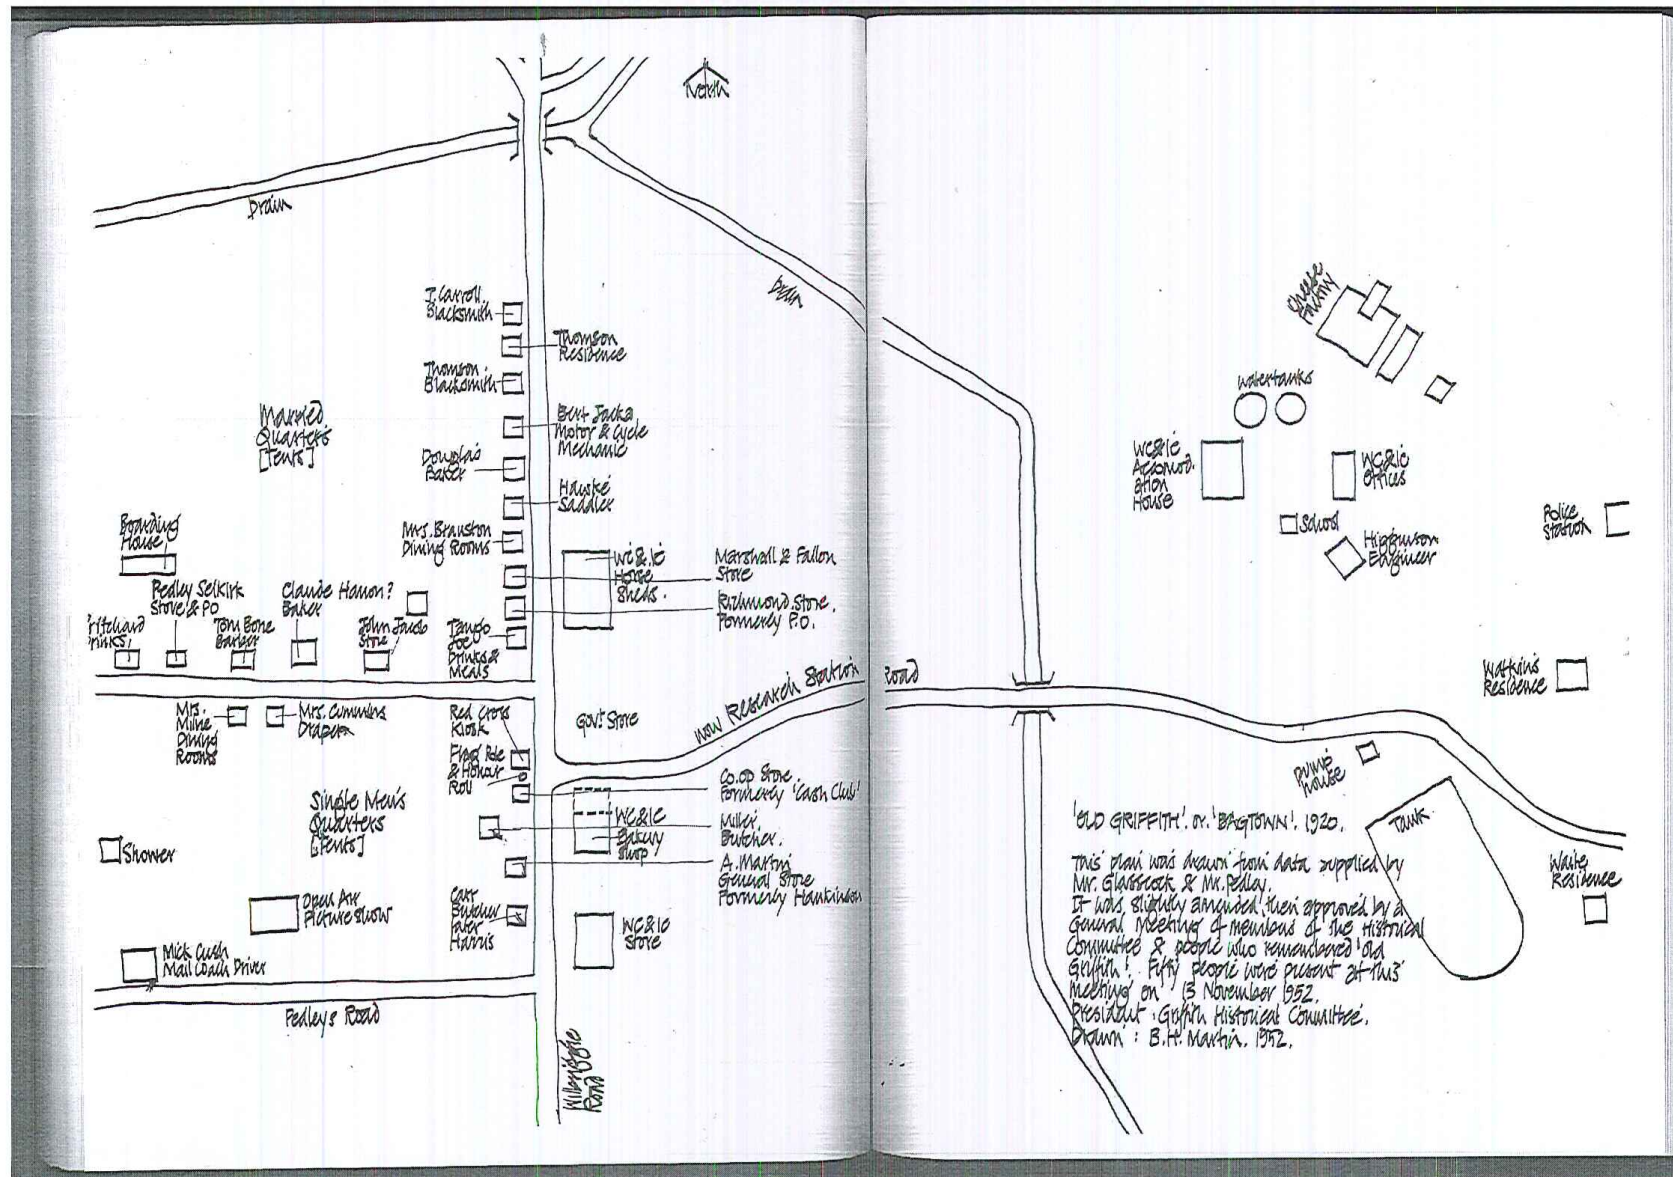 North
Drain
Drain
T. Carroll.
Blacksmith
Thomson
Residence
Thomson.
Blacksmith
Married
Quarters
[Tents]
Bert Jacka
Motor & Cycle
Mechanic
Douglas
Baker
Hawke
Saddler
Mrs. Branston
Dining Rooms
Boarding
House
WC&IC
Horse
Sheds.
Marshall & Fallon
Store
Richmond Store.
Formerly P.O.
Pedley Selkirk
Store & PO
Claude Hanon?
Baker
Pritchard
rinks,
Tom Bone
Barber
John Jacob
Store
Tango
Joe
Drinks &
Meals
Mrs.
Milne
Dining
Rooms
Mrs. Cummins
Drapery
Red Cross
Kiosk
Flag Pole
& Honour
Roll
Gov't Store
now Research Station Road
Single Men's
Quarters
[Tents]
Co.op Store.
Formerly 'Cash Club'
WC&IC
Bakery
Shop
Miller
Butcher.
A. Martin
General Store
Formerly Hankinson
Shower
Open Air
Picture Show
Carr
Butcher
Later
Harris
WC&IC
Store
Mick Cush
Mail Coach Driver
Pedleys Road
Willbriggie
Road
Cheese
Factory
Watertanks
WC&IC
Accomod.
ation
House
WC&IC
Offices
School
Higginson
Engineer
Police
Station
Watkins
Residence
Pump
house
Tank
Waite
Residence
'OLD GRIFFITH'. or. 'BAGTOWN'. 1920.
This plan was drawn from data supplied by
Mr. Glasscock & Mr. Pedley.
It was slightly amended then approved by a
General Meeting of members of the Historical
Committee & people who remembered 'old
Griffith'. Fifty people were present at this
meeting on 13 November 1952.
President: Griffith Historical Committee.
Drawn: B.H. Martin. 1952.